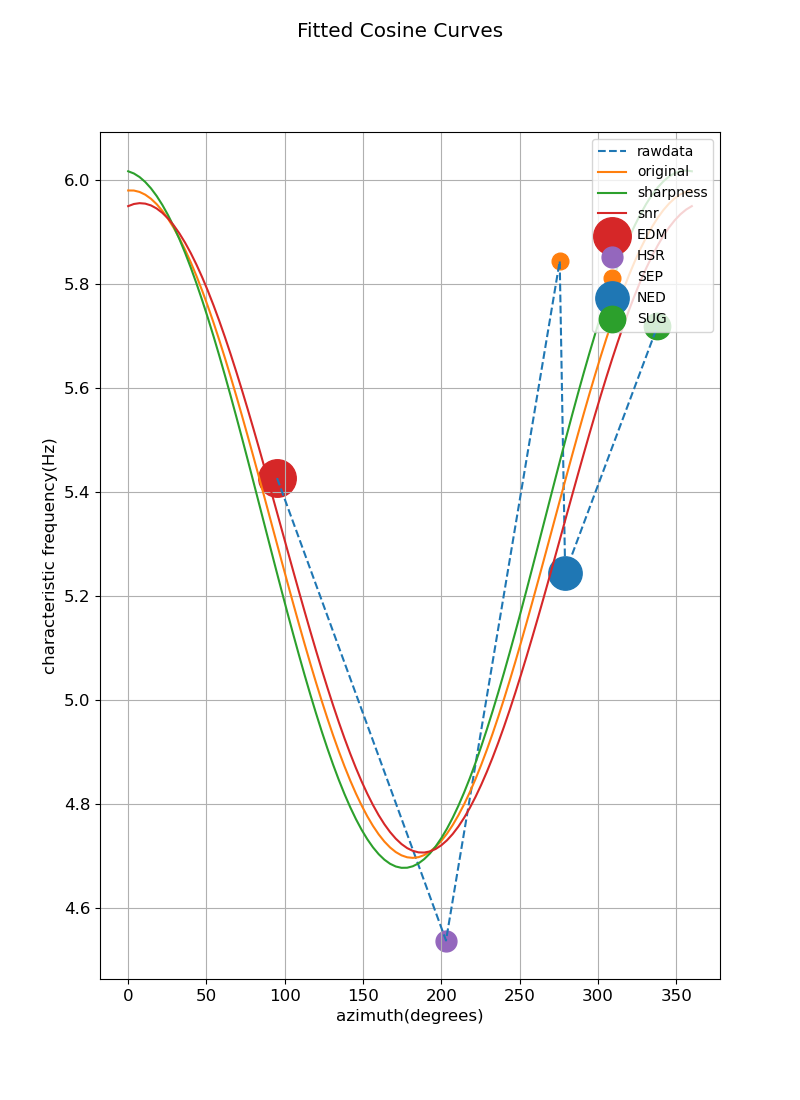 Fitted Cosine Curves
rawdata
original
sharpness
snr
EDM
HSR
SEP
NED
SUG
characteristic frequency(Hz)
6.0
5.8
5.6
5.4
5.2
5.0
4.8
4.6
0 50 100 150 200 250 300 350
azimuth(degrees)